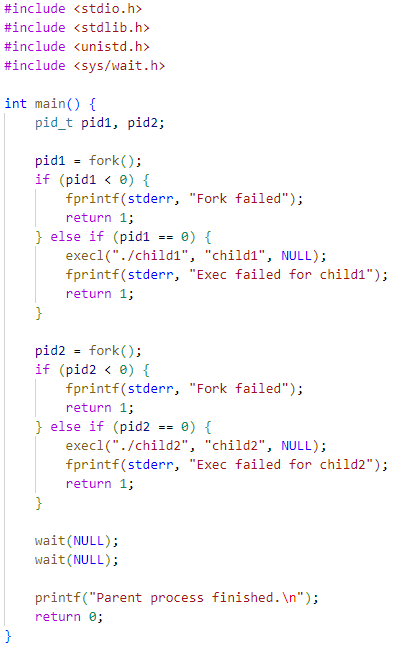 #include <stdio.h>
#include <stdlib.h>
#include <unistd.h>
#include <sys/wait.h>

int main() {
    pid_t pid1, pid2;

    pid1 = fork();
    if (pid1 < 0) {
        fprintf(stderr, "Fork failed");
        return 1;
    } else if (pid1 == 0) {
        execl("./child1", "child1", NULL);
        fprintf(stderr, "Exec failed for child1");
        return 1;
    }

    pid2 = fork();
    if (pid2 < 0) {
        fprintf(stderr, "Fork failed");
        return 1;
    } else if (pid2 == 0) {
        execl("./child2", "child2", NULL);
        fprintf(stderr, "Exec failed for child2");
        return 1;
    }

    wait(NULL);
    wait(NULL);

    printf("Parent process finished.\n");
    return 0;
}